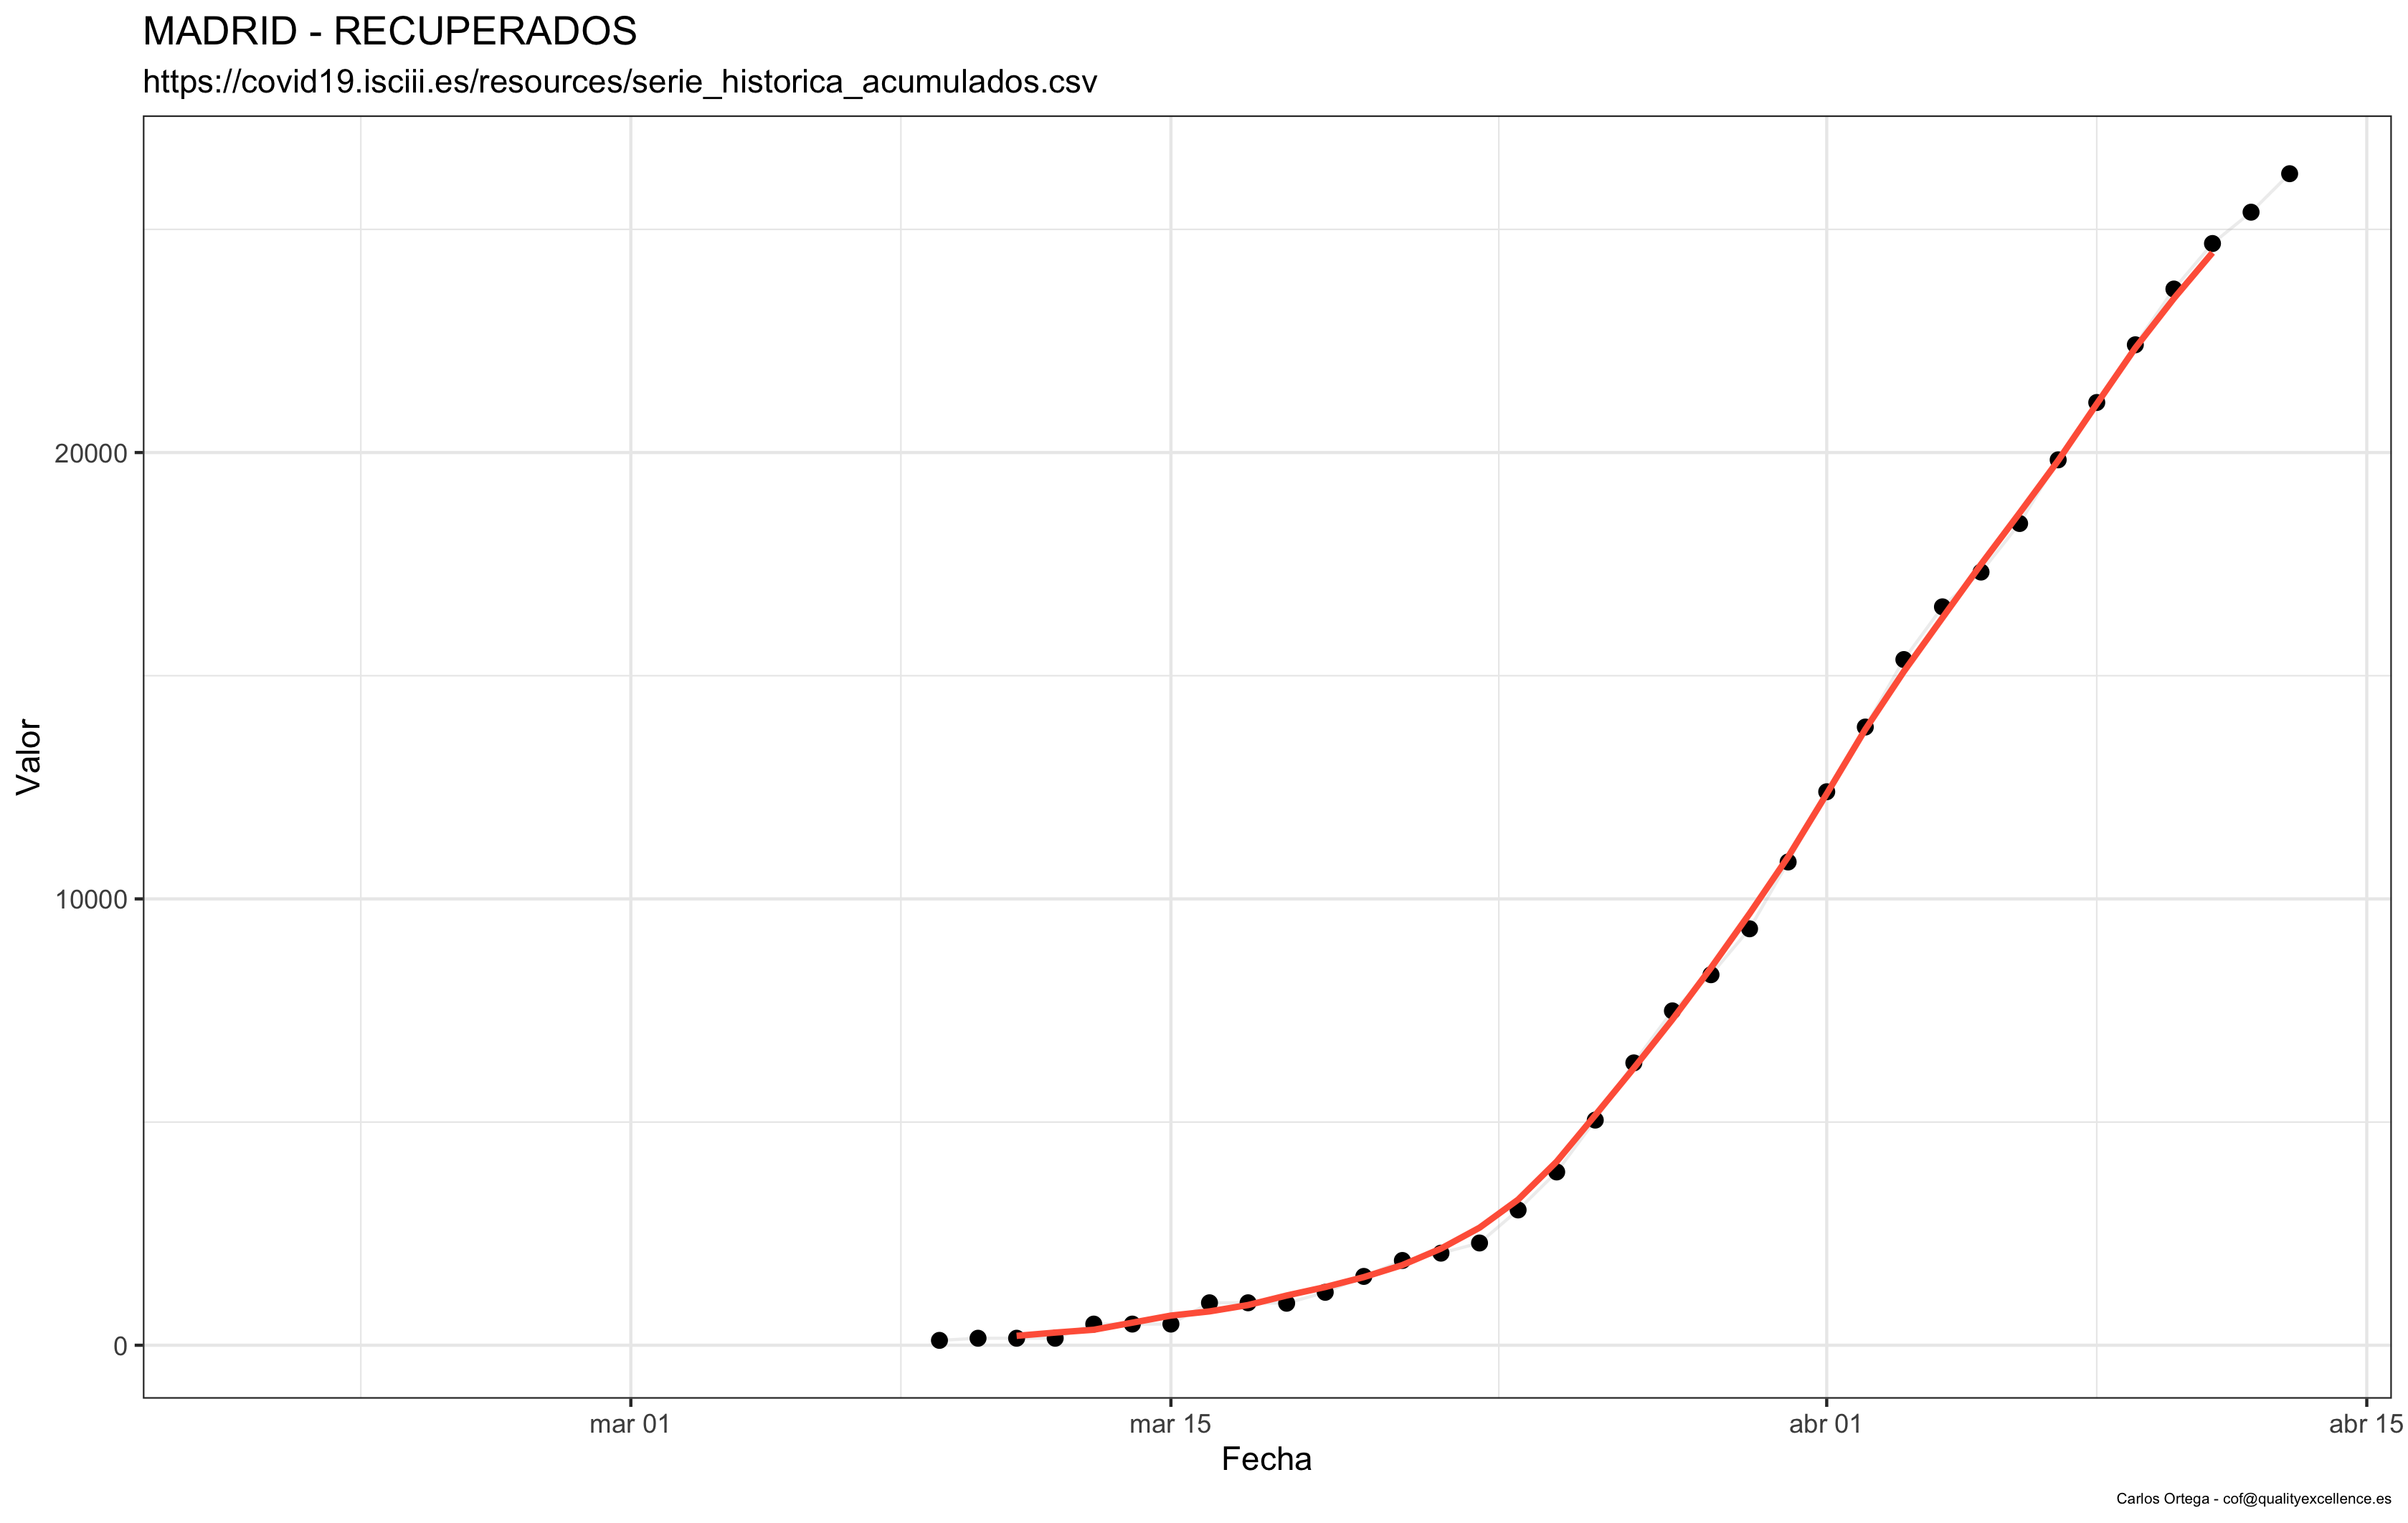 MADRID - RECUPERADOS
https://covid19.isciii.es/resources/serie_historica_acumulados.csv
Valor
20000
10000
0
mar 01
mar 15
abr 01
abr 15
Fecha
Carlos Ortega - cof@qualityexcellence.es